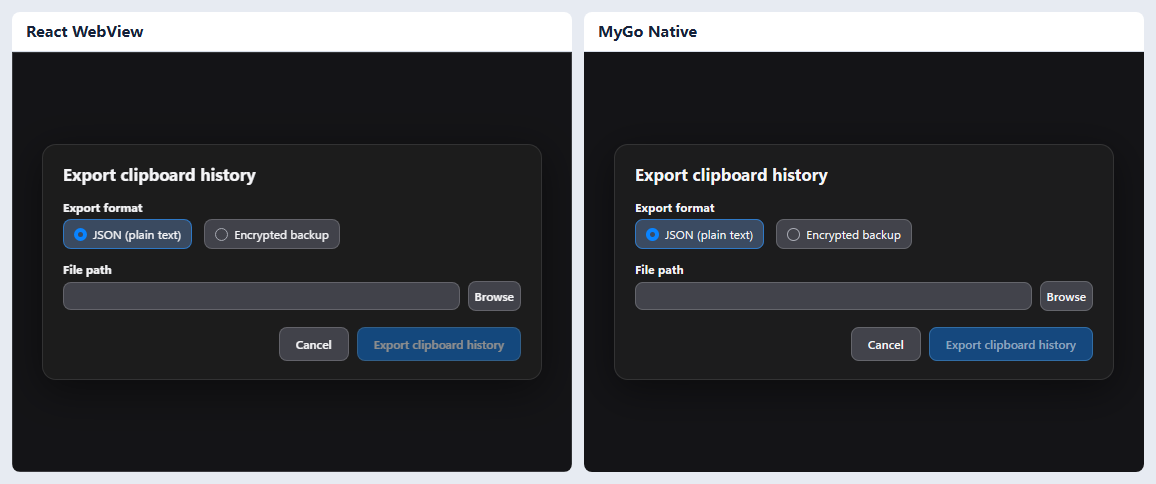 React WebView
Export clipboard history
Export format
JSON (plain text) Encrypted backup
File path
Browse
Cancel Export clipboard history
MyGo Native
Export clipboard history
Export format
JSON (plain text) Encrypted backup
File path
Browse
Cancel Export clipboard history